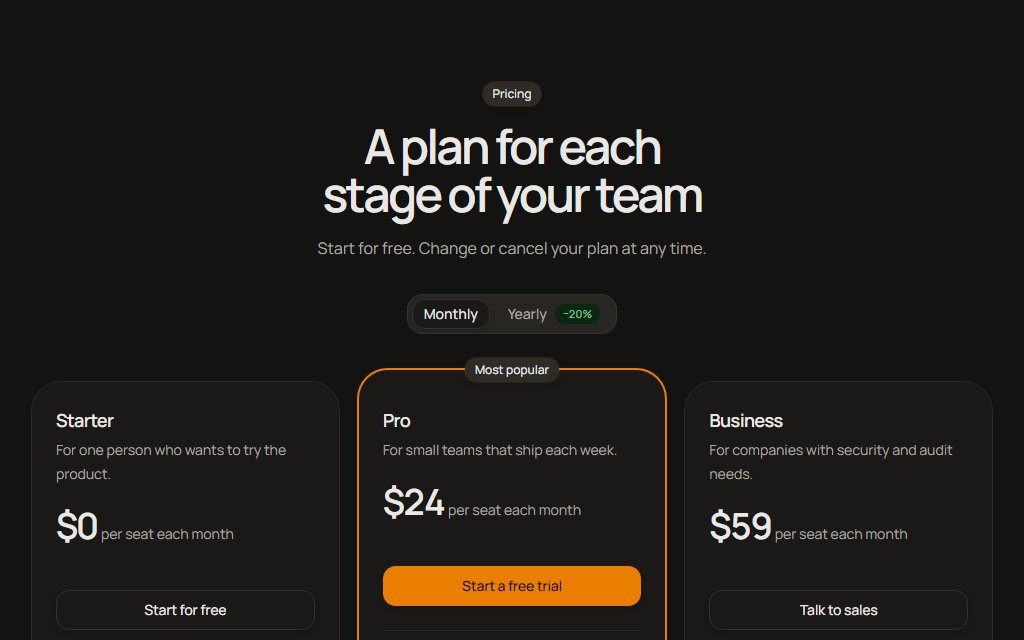 Pricing
A plan for each
stage of your team
Start for free. Change or cancel your plan at any time.
Monthly
Yearly
−20%
Most popular
Starter
For one person who wants to try the
product.
$0 per seat each month
Start for free
Pro
For small teams that ship each week.
$24 per seat each month
Start a free trial
Business
For companies with security and audit
needs.
$59 per seat each month
Talk to sales